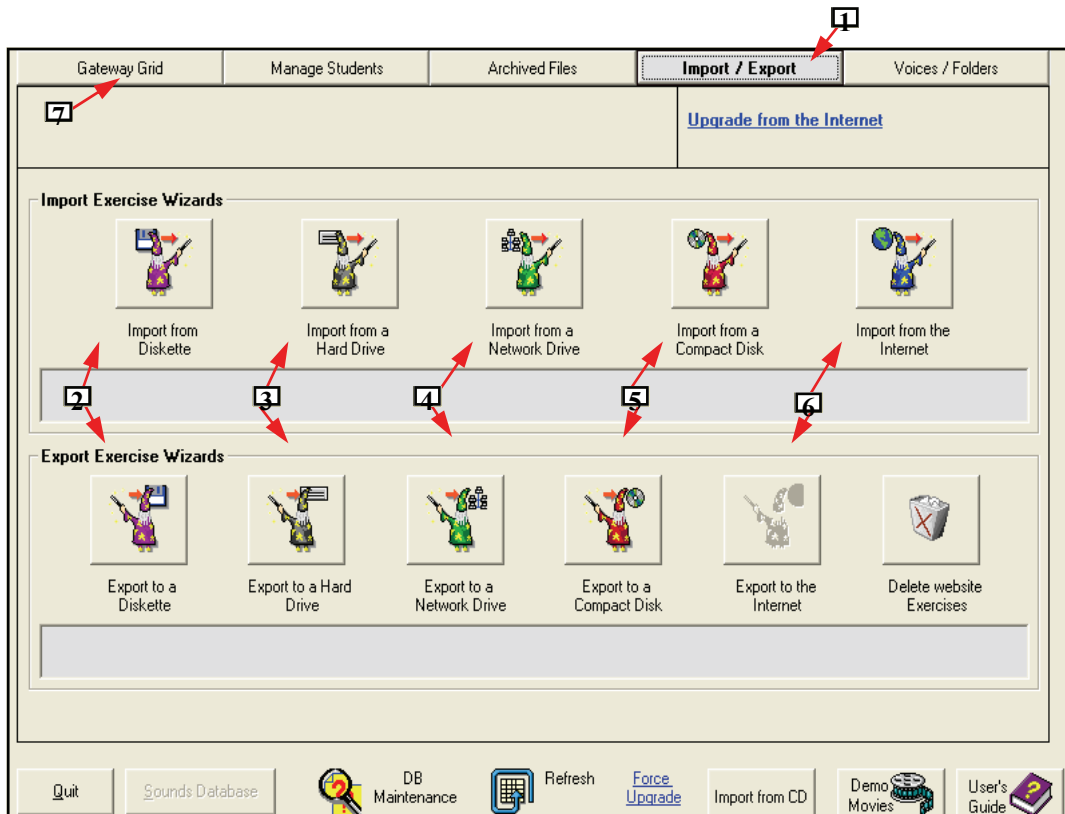 1
Gateway Grid
Manage Students
Archived Files
Import / Export
Voices / Folders
7
Upgrade from the Internet
Import Exercise Wizards
Import from
Diskette
Import from a
Hard Drive
Import from a
Network Drive
Import from a
Compact Disk
Import from the
Internet
2
3
4
5
6
Export Exercise Wizards
Export to a
Diskette
Export to a Hard
Drive
Export to a
Network Drive
Export to a
Compact Disk
Export to the
Internet
Delete website
Exercises
Quit
Sounds Database
DB
Maintenance
Refresh
Force
Upgrade
Import from CD
Demo
Movies
User's
Guide